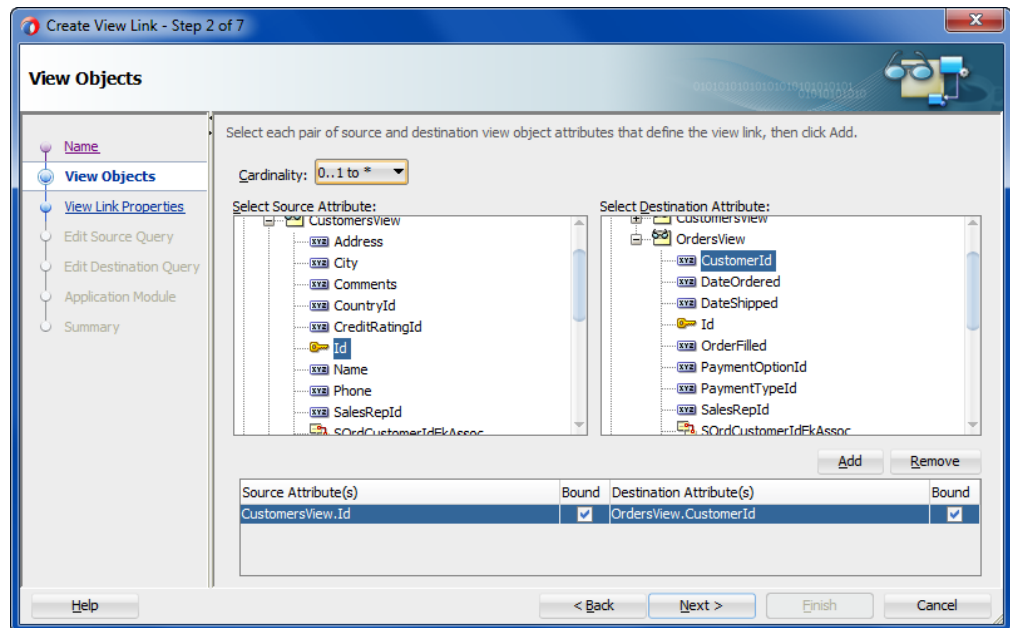 Create View Link - Step 2 of 7
View Objects
Name
View Objects
View Link Properties
Edit Source Query
Edit Destination Query
Application Module
Summary
Select each pair of source and destination view object attributes that define the view link, then click Add.
Cardinality: 0..1 to *
Select Source Attribute:
CustomersView
Address
City
Comments
CountryId
CreditRatingId
Id
Name
Phone
SalesRepId
SOrdCustomerIdFkAssoc
Select Destination Attribute:
CustomersView
OrdersView
CustomerId
DateOrdered
DateShipped
Id
OrderFilled
PaymentOptionId
PaymentTypeId
SalesRepId
SOrdCustomerIdFkAssoc
Add Remove
Source Attribute(s) Bound Destination Attribute(s) Bound
CustomersView.Id OrdersView.CustomerId
Help < Back Next > Finish Cancel